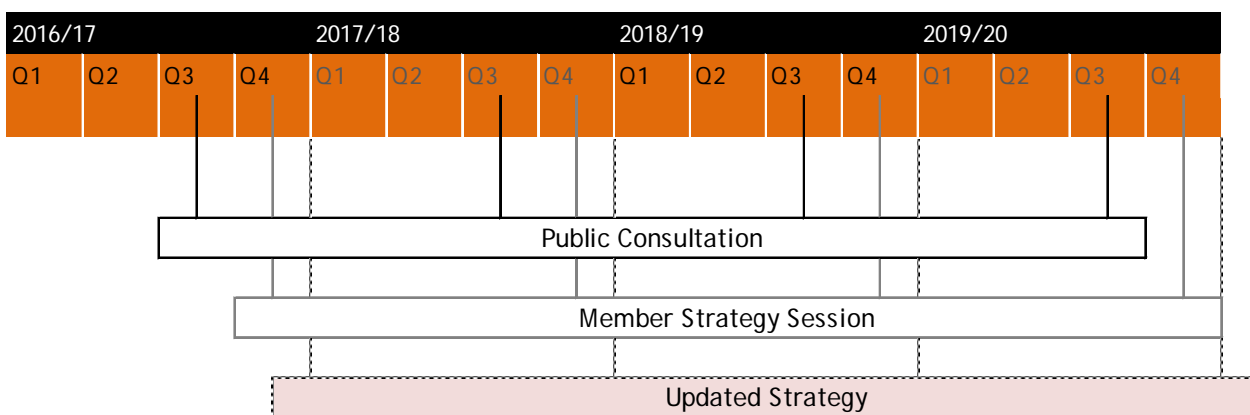 2016/17 2017/18 2018/19 2019/20
Q1 Q2 Q3 Q4 Q1 Q2 Q3 Q4 Q1 Q2 Q3 Q4 Q1 Q2 Q3 Q4
Public Consultation
Member Strategy Session
Updated Strategy